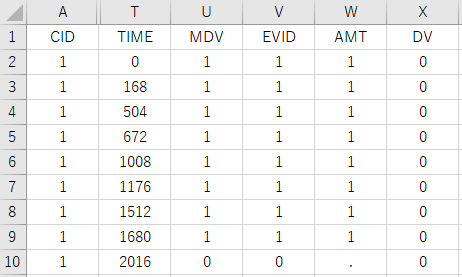 A T U V W X
1 CID TIME MDV EVID AMT DV
2 1 0 1 1 1 0
3 1 168 1 1 1 0
4 1 504 1 1 1 0
5 1 672 1 1 1 0
6 1 1008 1 1 1 0
7 1 1176 1 1 1 0
8 1 1512 1 1 1 0
9 1 1680 1 1 1 0
10 1 2016 0 0 . 0